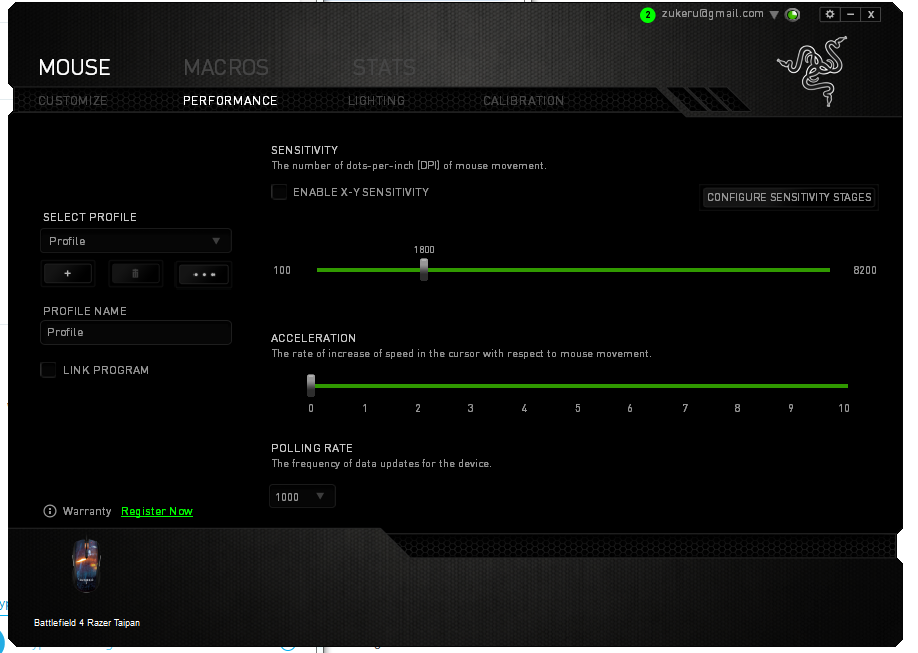 2 zukeru@gmail.com
X
MOUSE MACROS STATS
CUSTOMIZE PERFORMANCE LIGHTING CALIBRATION
SENSITIVITY
The number of dots-per-inch (DPI) of mouse movement.
ENABLE X-Y SENSITIVITY
CONFIGURE SENSITIVITY STAGES
SELECT PROFILE
Profile
+
1800
100 8200
PROFILE NAME
Profile
LINK PROGRAM
ACCELERATION
The rate of increase of speed in the cursor with respect to mouse movement.
0 1 2 3 4 5 6 7 8 9 10
POLLING RATE
The frequency of data updates for the device.
1000
Warranty Register Now
Battlefield 4 Razer Taipan